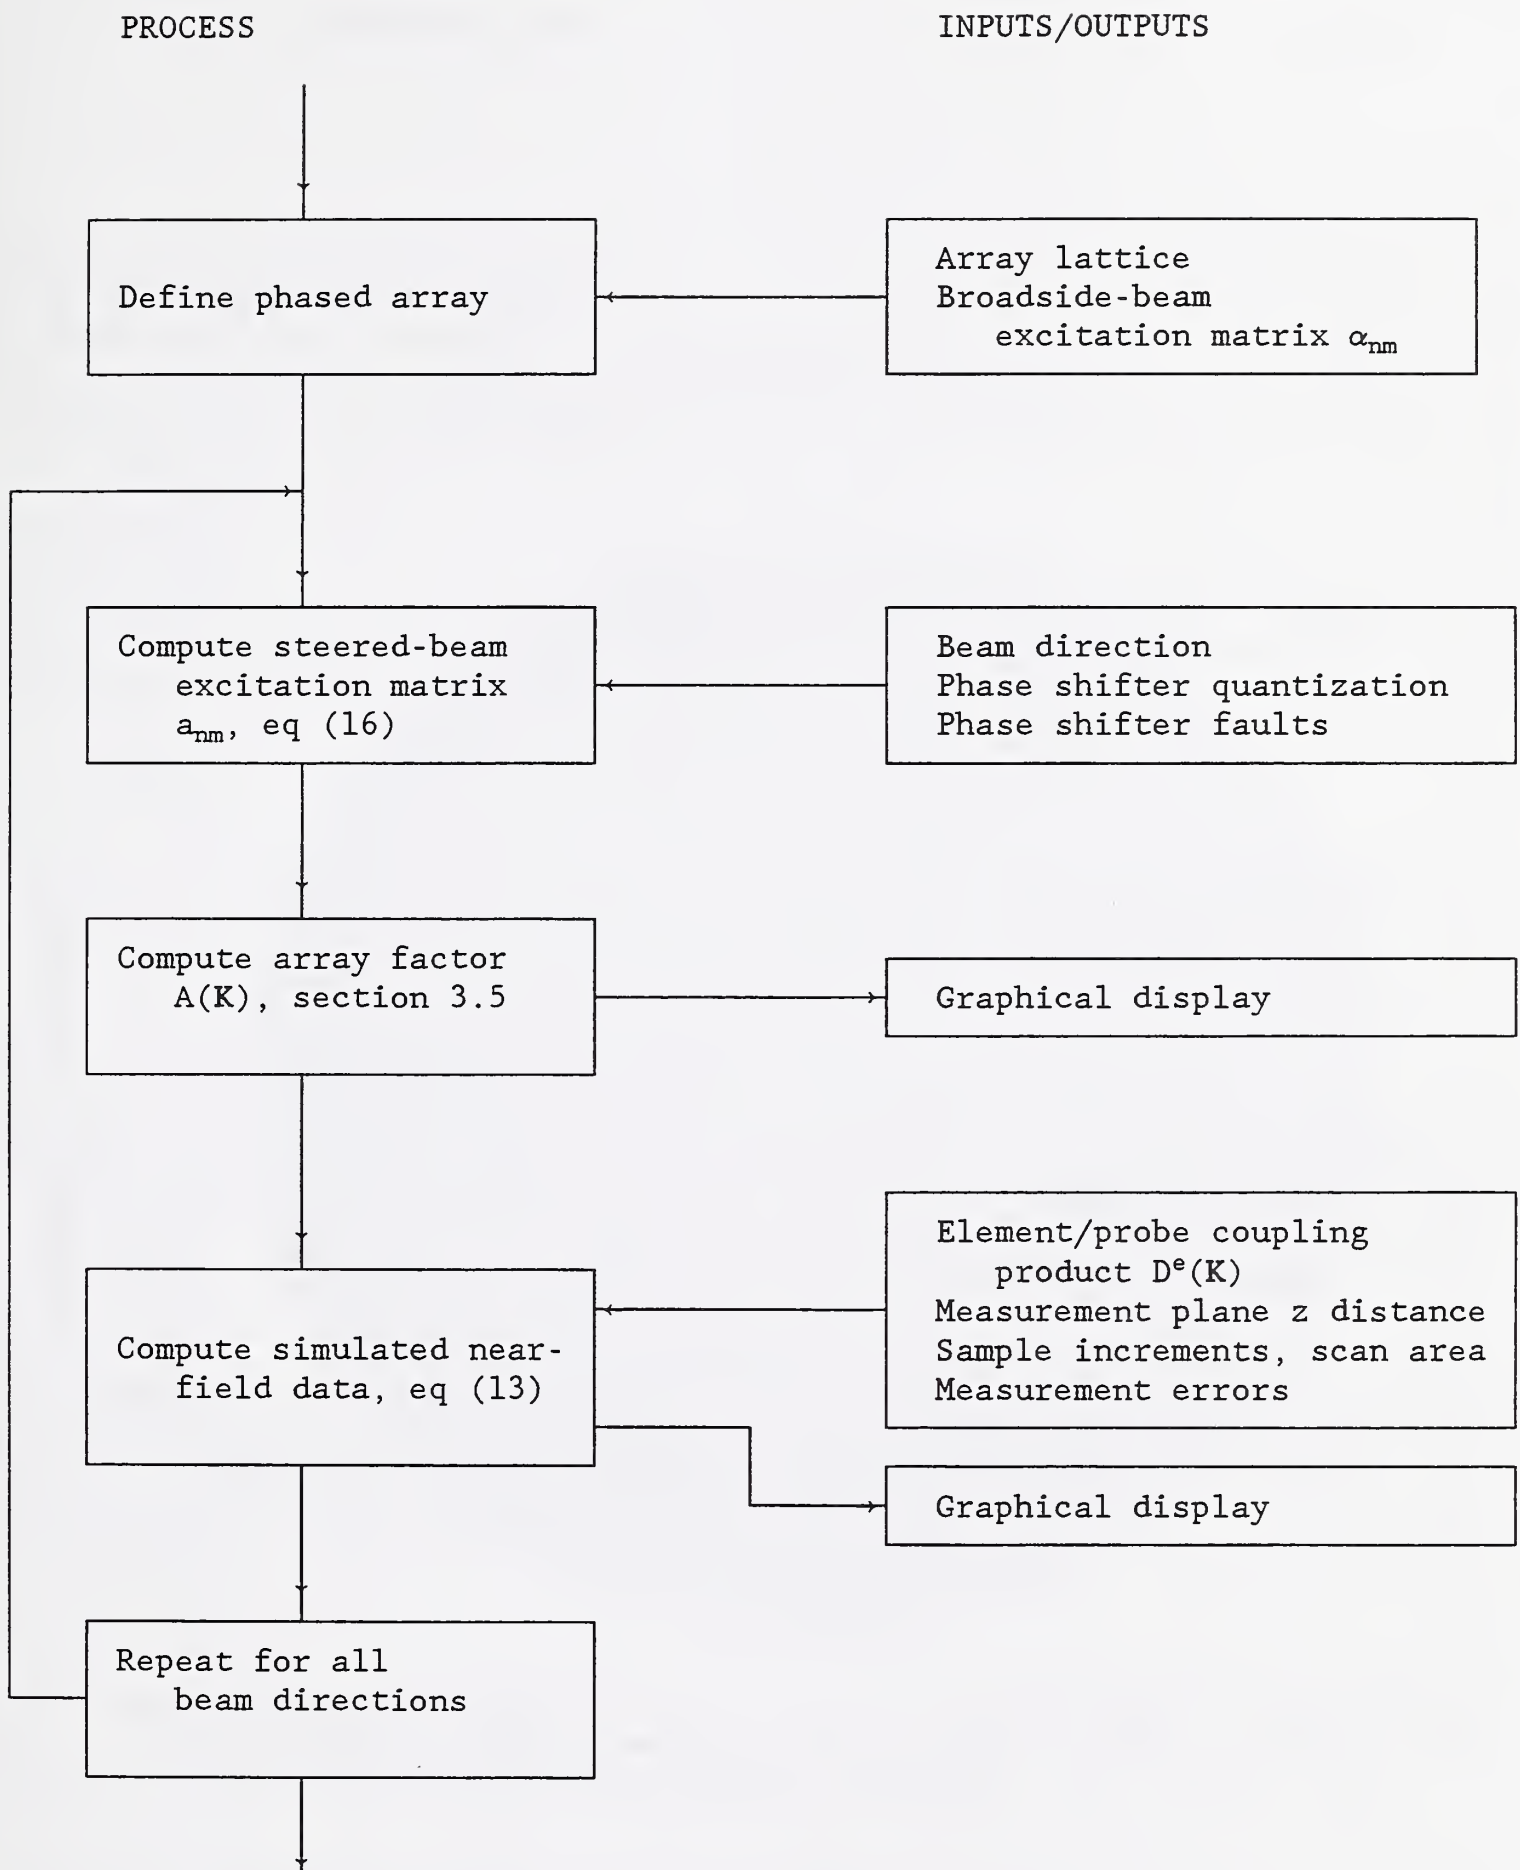 PROCESS
INPUTS/OUTPUTS
Define phased array
Array lattice
Broadside-beam
excitation matrix αnm
Compute steered-beam
excitation matrix
anm, eq (16)
Beam direction
Phase shifter quantization
Phase shifter faults
Compute array factor
A(K), section 3.5
Graphical display
Element/probe coupling
product Dᵉ(K)
Measurement plane z distance
Sample increments, scan area
Measurement errors
Compute simulated near-
field data, eq (13)
Graphical display
Repeat for all
beam directions